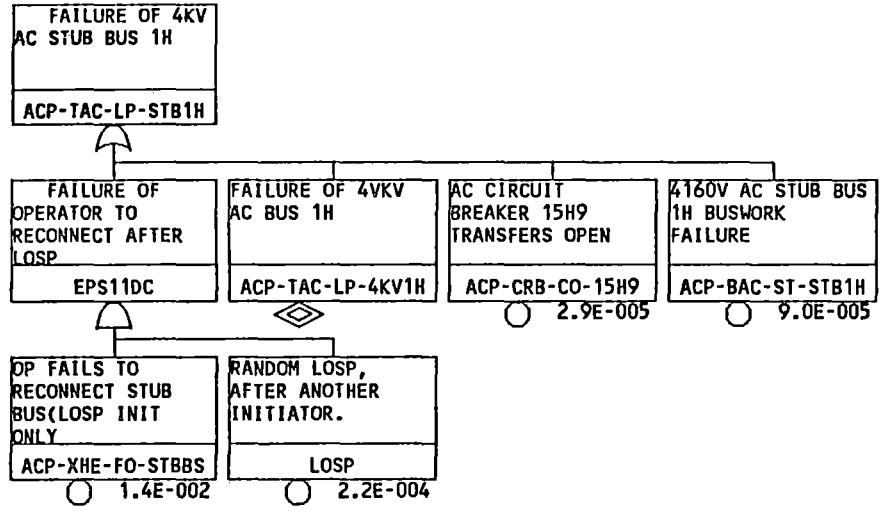 FAILURE OF 4KV
AC STUB BUS 1H
ACP-TAC-LP-STB1H
FAILURE OF
OPERATOR TO
RECONNECT AFTER
LOSP
EPS11DC
FAILURE OF 4VKV
AC BUS 1H
ACP-TAC-LP-4KV1H
AC CIRCUIT
BREAKER 15H9
TRANSFERS OPEN
ACP-CRB-CO-15H9
2.9E-005
4160V AC STUB BUS
1H BUSWORK
FAILURE
ACP-BAC-ST-STB1H
9.0E-005
OP FAILS TO
RECONNECT STUB
BUS(LOSP INIT
ONLY
ACP-XHE-FO-STBBS
1.4E-002
RANDOM LOSP,
AFTER ANOTHER
INITIATOR.
LOSP
2.2E-004